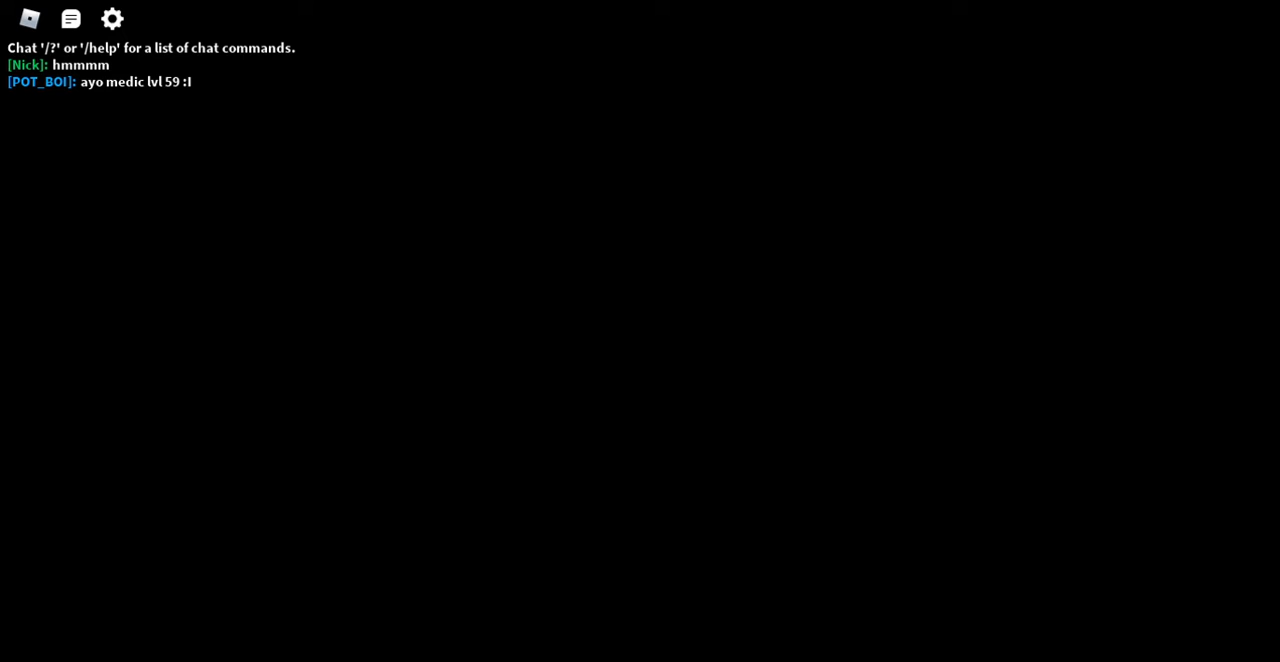 Chat '/?' or '/help' for a list of chat commands.
[Nick]: hmmmm
[POT_BOI]: ayo medic lvl 59 :I